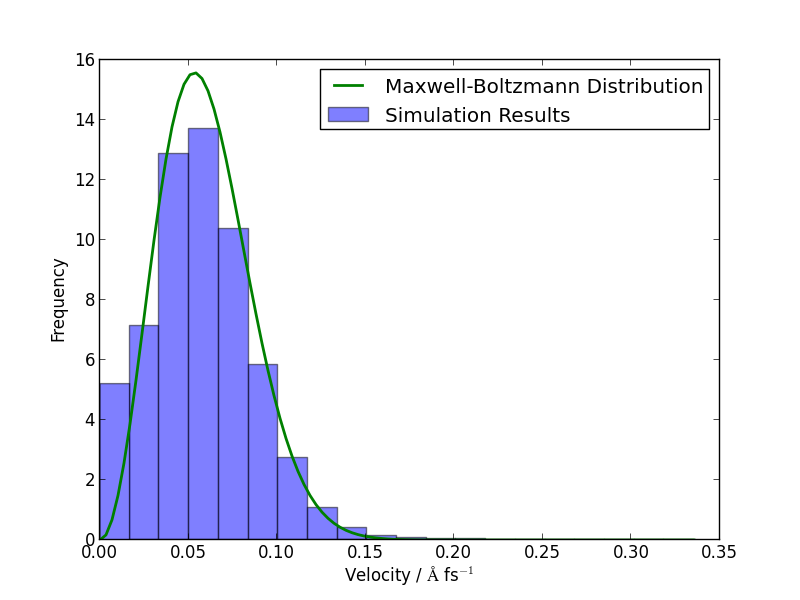 Maxwell-Boltzmann Distribution
Simulation Results
16
14
12
10
8
6
4
2
0
Frequency
0.00 0.05 0.10 0.15 0.20 0.25 0.30 0.35
Velocity / Å fs⁻¹